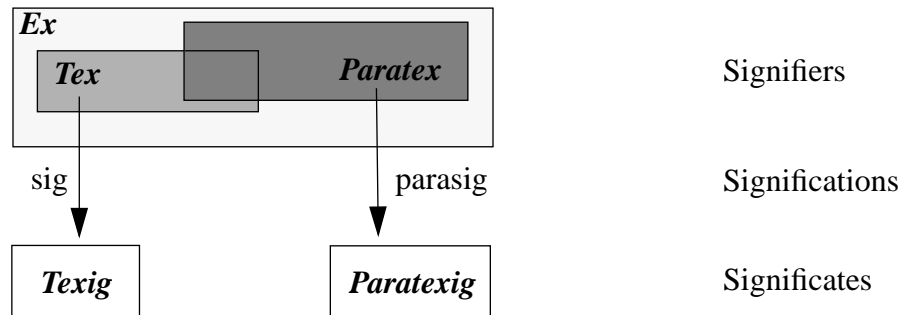 Ex
Tex Paratex Signifiers
sig parasig Significations
Texig Paratexig Significates